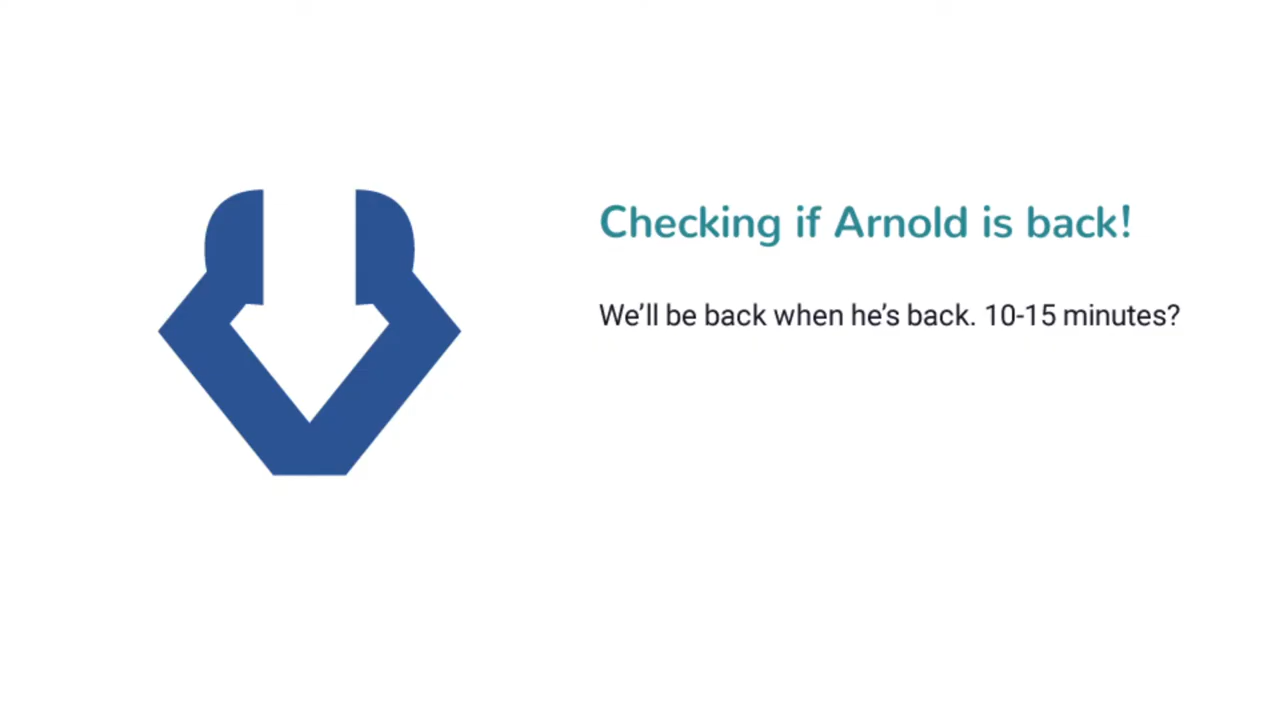 Checking if Arnold is back!
We’ll be back when he’s back. 10-15 minutes?